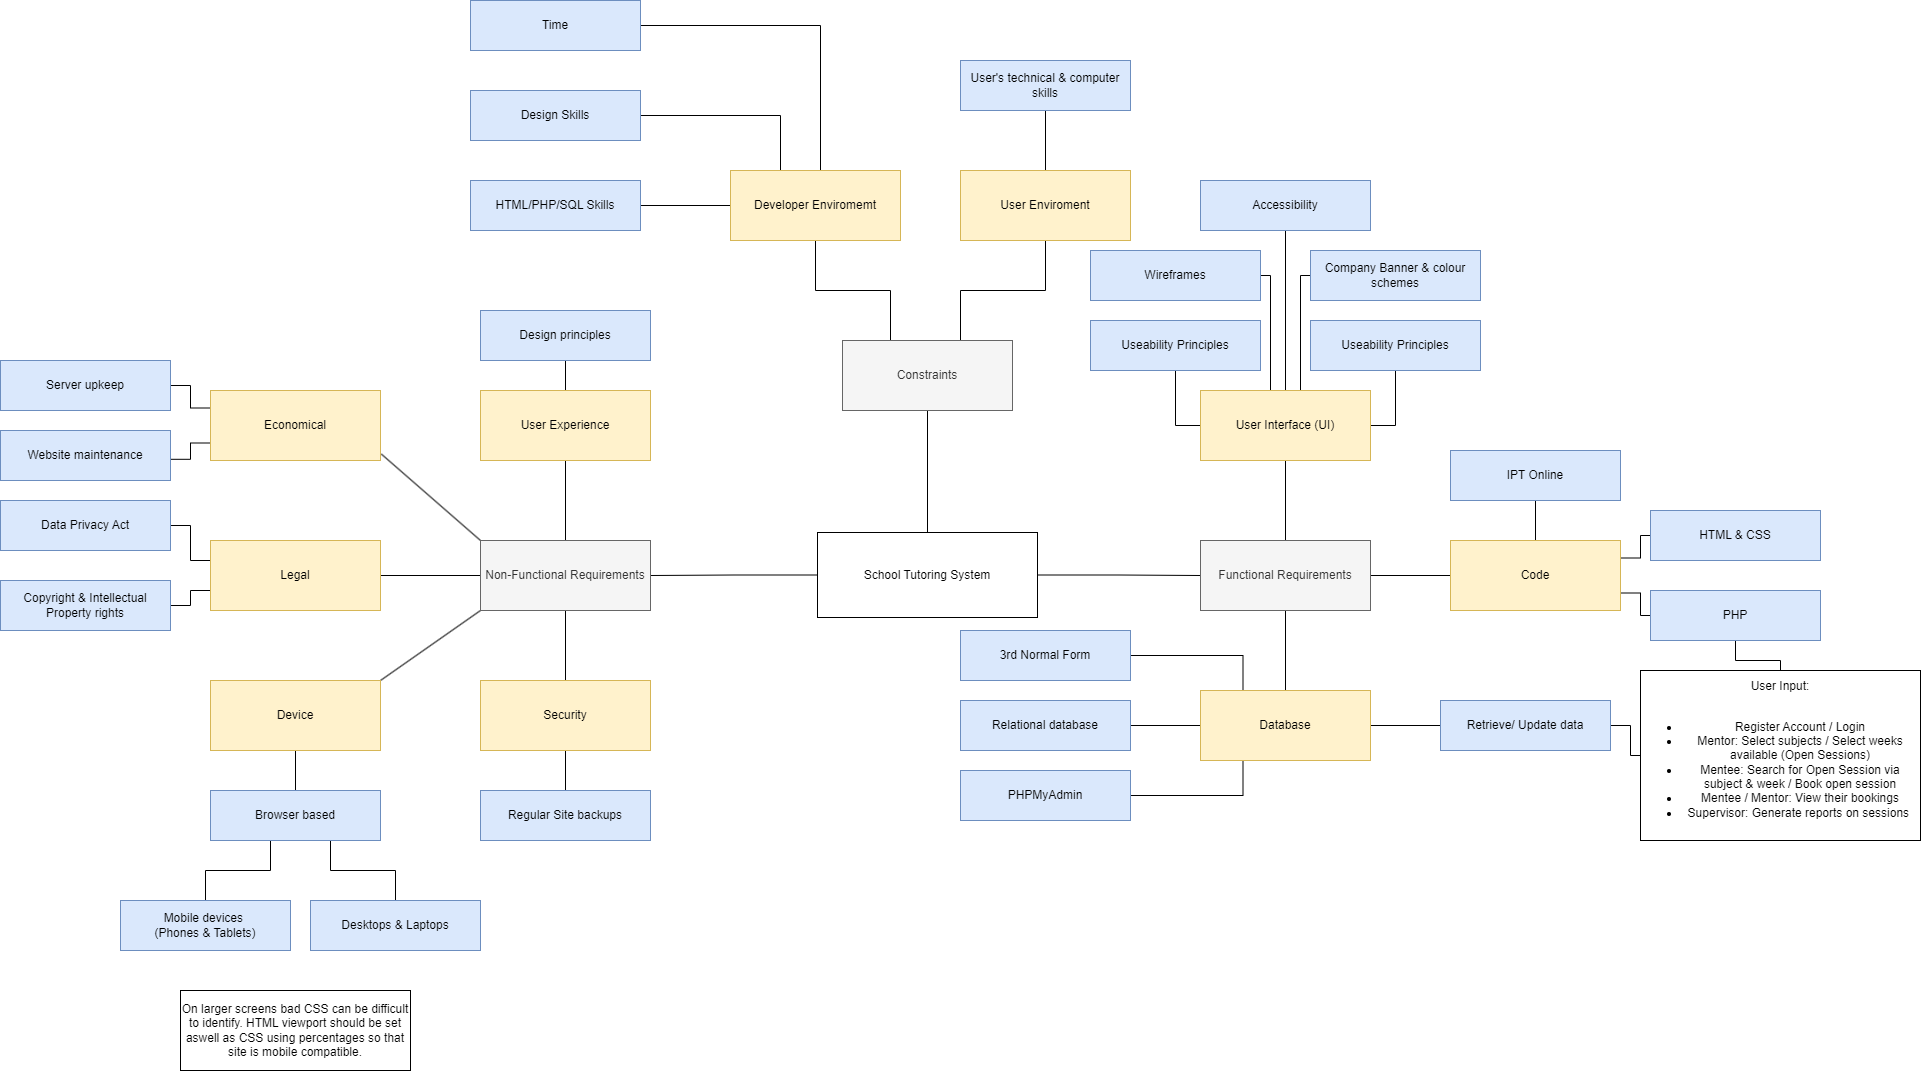 Time
User's technical & computer
skills
Design Skills
HTML/PHP/SQL Skills
Developer Enviromemt
User Enviroment
Accessibility
Wireframes
Company Banner & colour
schemes
Design principles
Useability Principles
Useability Principles
Constraints
Server upkeep
Economical
User Experience
User Interface (UI)
Website maintenance
IPT Online
Data Privacy Act
HTML & CSS
Legal
Non-Functional Requirements
School Tutoring System
Functional Requirements
Code
Copyright & Intellectual
Property rights
PHP
3rd Normal Form
Device
Security
Relational database
Database
Retrieve/ Update data
User Input:
• Register Account / Login
• Mentor: Select subjects / Select weeks
available (Open Sessions)
• Mentee: Search for Open Session via
subject & week / Book open session
• Mentee / Mentor: View their bookings
• Supervisor: Generate reports on sessions
PHPMyAdmin
Browser based
Regular Site backups
Mobile devices
(Phones & Tablets)
Desktops & Laptops
On larger screens bad CSS can be difficult
to identify. HTML viewport should be set
aswell as CSS using percentages so that
site is mobile compatible.